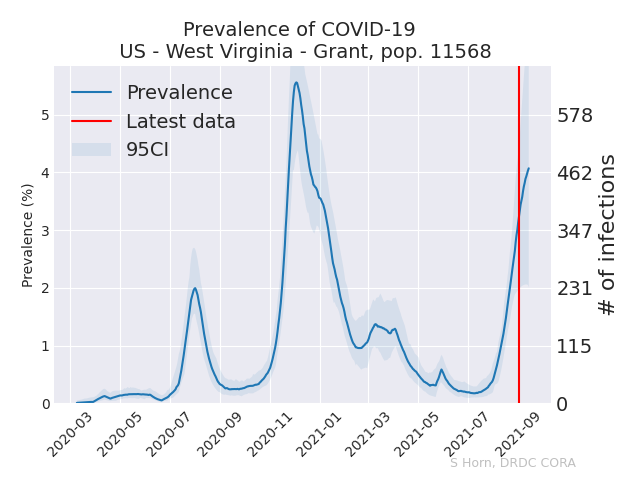 Prevalence of COVID-19
US - West Virginia - Grant, pop. 11568
Prevalence
Latest data
95CI
Prevalence (%)
5
4
3
2
1
0
578
462
347
231
115
0
# of infections
2020-03
2020-05
2020-07
2020-09
2020-11
2021-01
2021-03
2021-05
2021-07
2021-09
S Horn, DRDC CORA